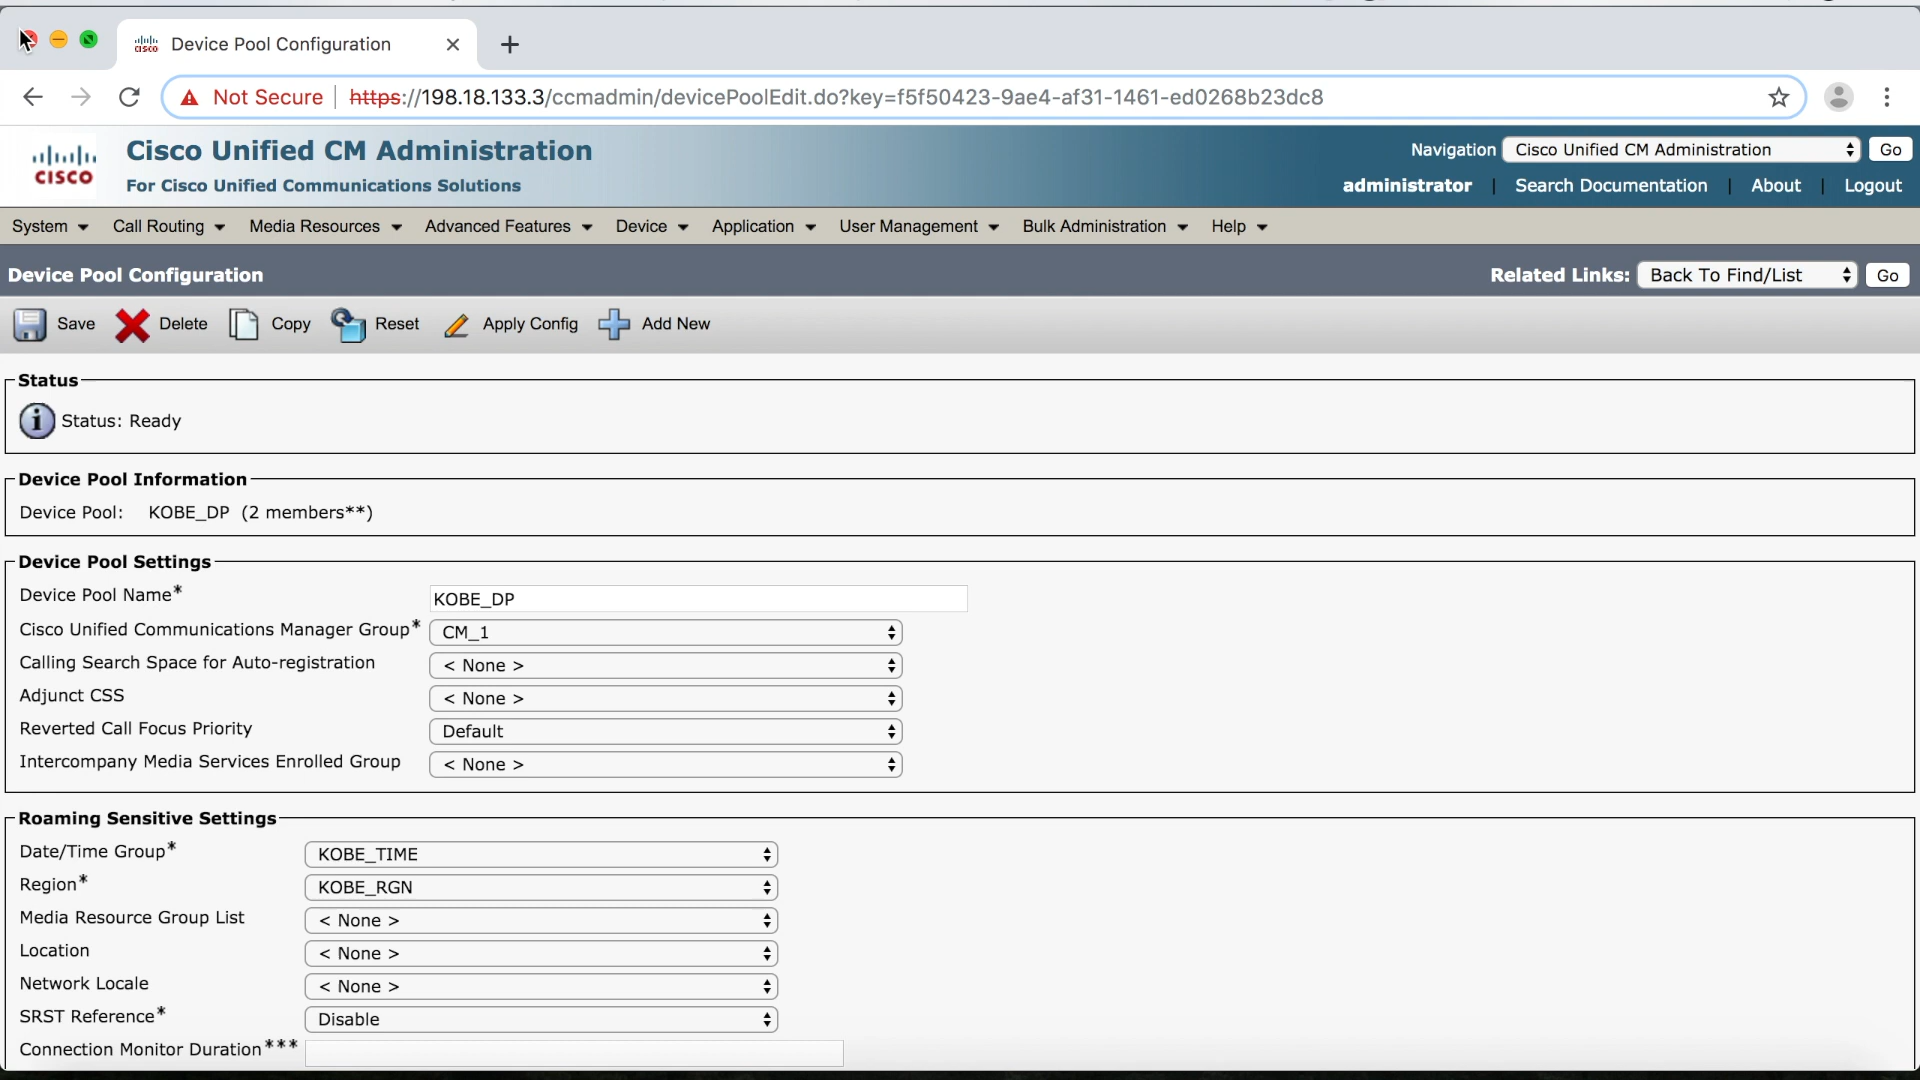 Device Pool Configuration
Not Secure https://198.18.133.3/ccmadmin/devicePoolEdit.do?key=f5f50423-9ae4-af31-1461-ed0268b23dc8
CISCO
Cisco Unified CM Administration
For Cisco Unified Communications Solutions
Navigation Cisco Unified CM Administration Go
administrator | Search Documentation | About | Logout
System Call Routing Media Resources Advanced Features Device Application User Management Bulk Administration Help
Device Pool Configuration
Related Links: Back To Find/List Go
Save Delete Copy Reset Apply Config Add New
Status
Status: Ready
Device Pool Information
Device Pool: KOBE_DP (2 members**)
Device Pool Settings
Device Pool Name* KOBE_DP
Cisco Unified Communications Manager Group* CM_1
Calling Search Space for Auto-registration < None >
Adjunct CSS < None >
Reverted Call Focus Priority Default
Intercompany Media Services Enrolled Group < None >
Roaming Sensitive Settings
Date/Time Group* KOBE_TIME
Region* KOBE_RGN
Media Resource Group List < None >
Location < None >
Network Locale < None >
SRST Reference* Disable
Connection Monitor Duration***